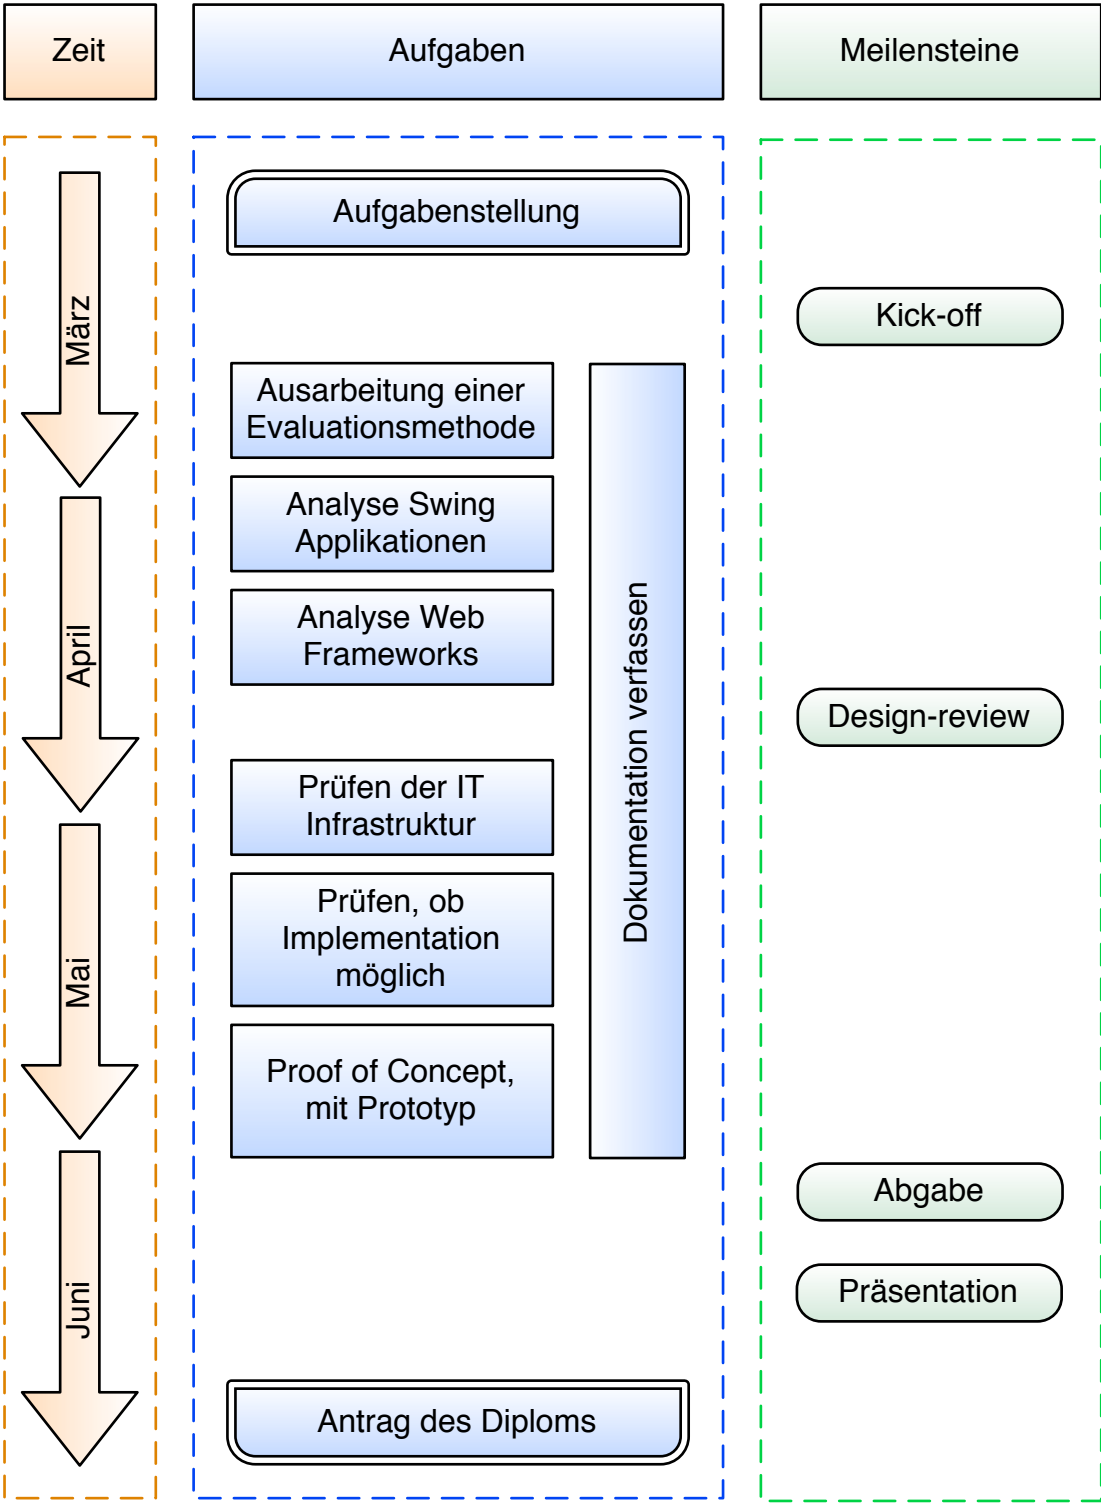 Zeit
Aufgaben
Meilensteine
März
April
Mai
Juni
Aufgabenstellung
Ausarbeitung einer
Evaluationsmethode
Analyse Swing
Applikationen
Analyse Web
Frameworks
Prüfen der IT
Infrastruktur
Prüfen, ob
Implementation
möglich
Proof of Concept,
mit Prototyp
Dokumentation verfassen
Antrag des Diploms
Kick-off
Design-review
Abgabe
Präsentation